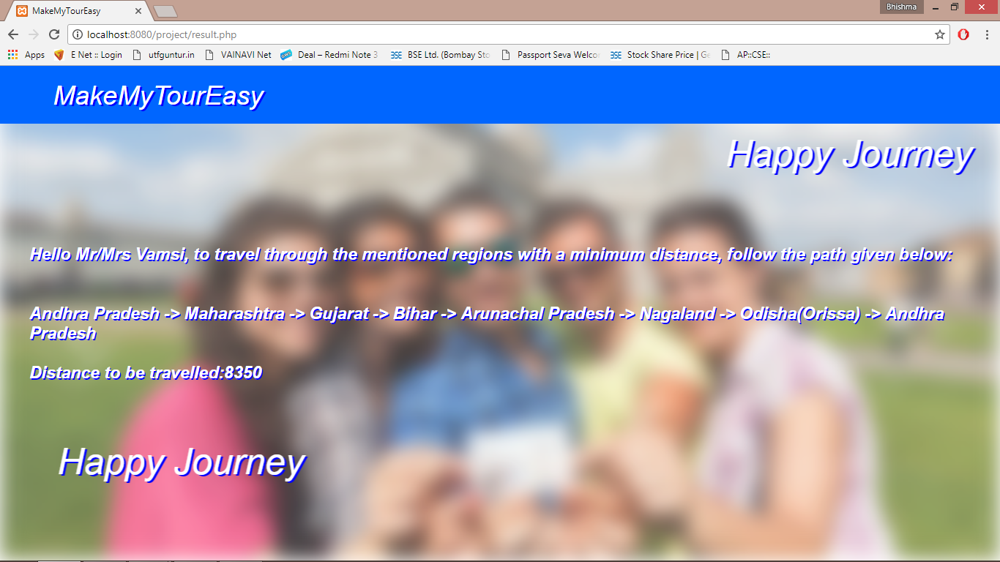 MakeMyTourEasy
Bhishma
localhost:8080/project/result.php
Apps E Net :: Login utfguntur.in VAINAVI Net Deal – Redmi Note 3 BSE Ltd. (Bombay Sto Passport Seva Welco Stock Share Price | Ge AP::CSE::
MakeMyTourEasy
Happy Journey
Hello Mr/Mrs Vamsi, to travel through the mentioned regions with a minimum distance, follow the path given below:
Andhra Pradesh -> Maharashtra -> Gujarat -> Bihar -> Arunachal Pradesh -> Nagaland -> Odisha(Orissa) -> Andhra
Pradesh
Distance to be travelled:8350
Happy Journey